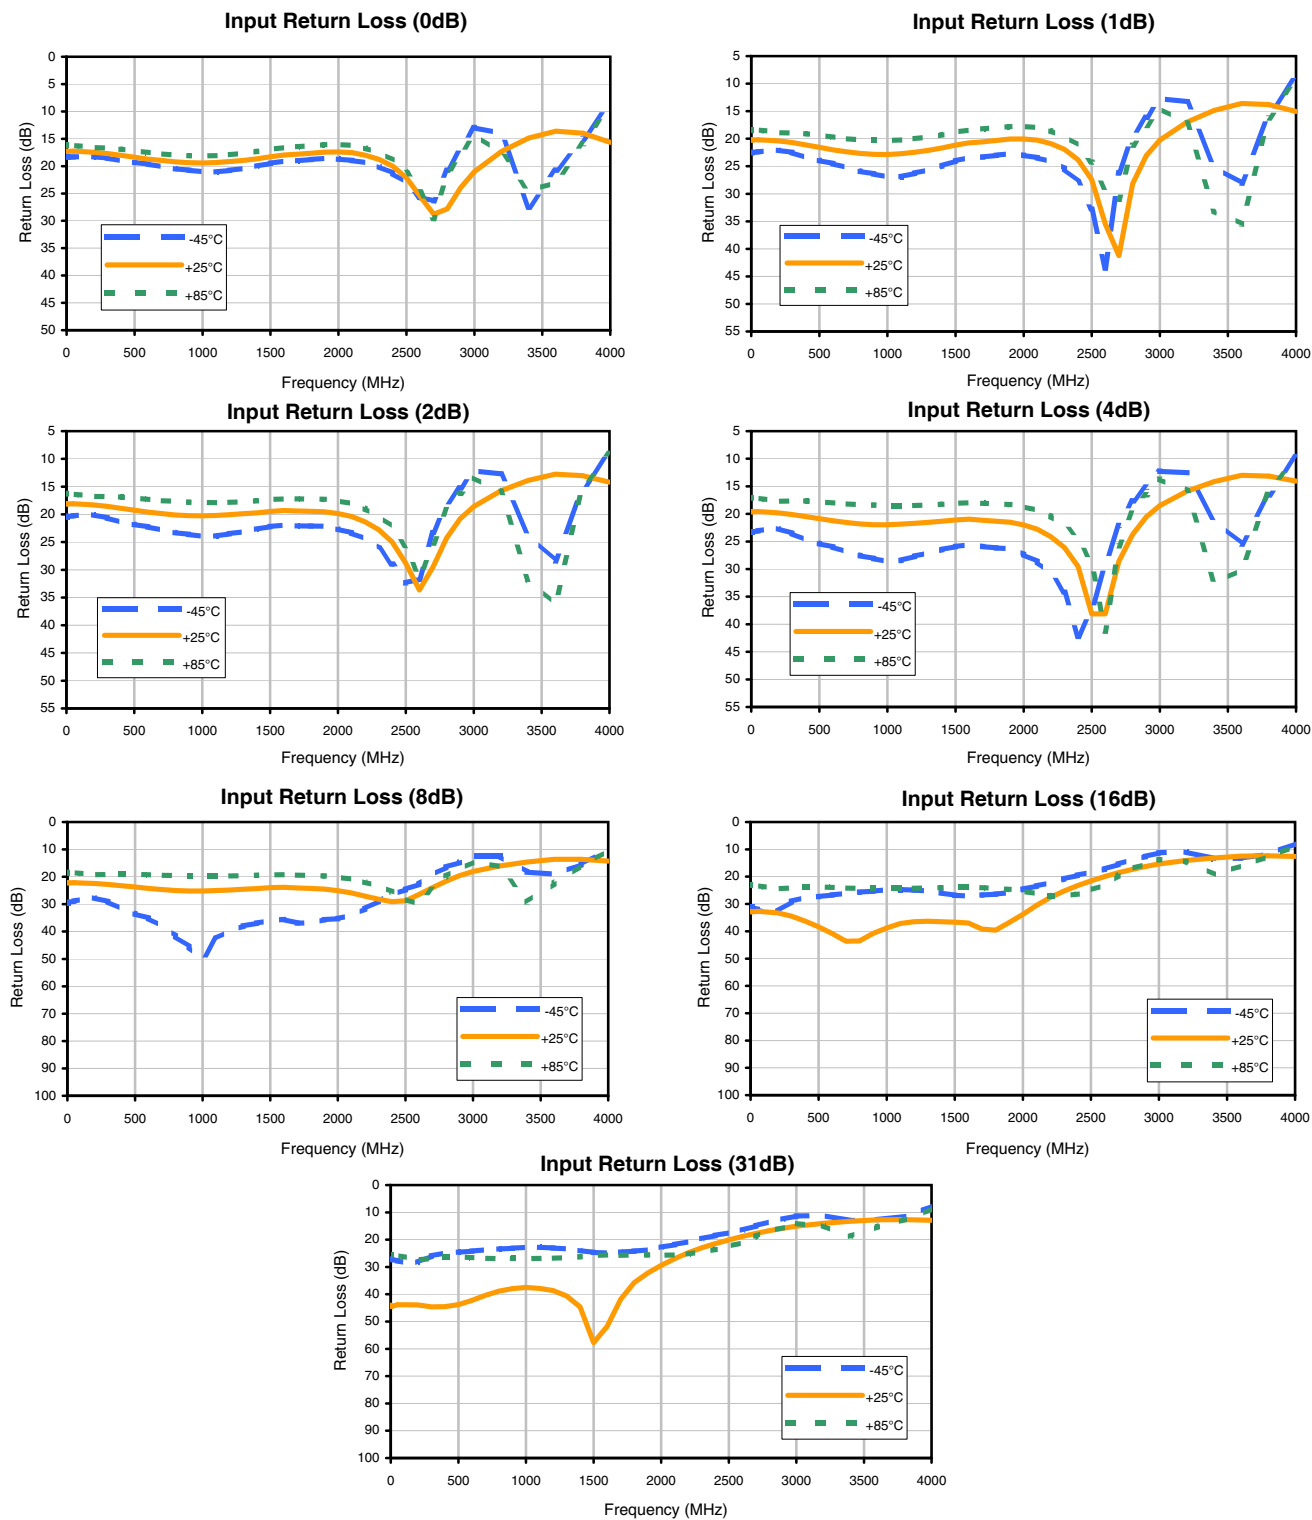 Input Return Loss (0dB)
Return Loss (dB)
0
5
10
15
20
25
30
35
40
45
50
-45°C
+25°C
+85°C
0 500 1000 1500 2000 2500 3000 3500 4000
Frequency (MHz)
Input Return Loss (1dB)
Return Loss (dB)
5
10
15
20
25
30
35
40
45
50
55
-45°C
+25°C
+85°C
0 500 1000 1500 2000 2500 3000 3500 4000
Frequency (MHz)
Input Return Loss (2dB)
Return Loss (dB)
5
10
15
20
25
30
35
40
45
50
55
-45°C
+25°C
+85°C
0 500 1000 1500 2000 2500 3000 3500 4000
Frequency (MHz)
Input Return Loss (4dB)
Return Loss (dB)
5
10
15
20
25
30
35
40
45
50
55
-45°C
+25°C
+85°C
0 500 1000 1500 2000 2500 3000 3500 4000
Frequency (MHz)
Input Return Loss (8dB)
Return Loss (dB)
0
10
20
30
40
50
60
70
80
90
100
-45°C
+25°C
+85°C
0 500 1000 1500 2000 2500 3000 3500 4000
Frequency (MHz)
Input Return Loss (16dB)
Return Loss (dB)
0
10
20
30
40
50
60
70
80
90
100
-45°C
+25°C
+85°C
0 500 1000 1500 2000 2500 3000 3500 4000
Frequency (MHz)
Input Return Loss (31dB)
Return Loss (dB)
0
10
20
30
40
50
60
70
80
90
100
-45°C
+25°C
+85°C
0 500 1000 1500 2000 2500 3000 3500 4000
Frequency (MHz)